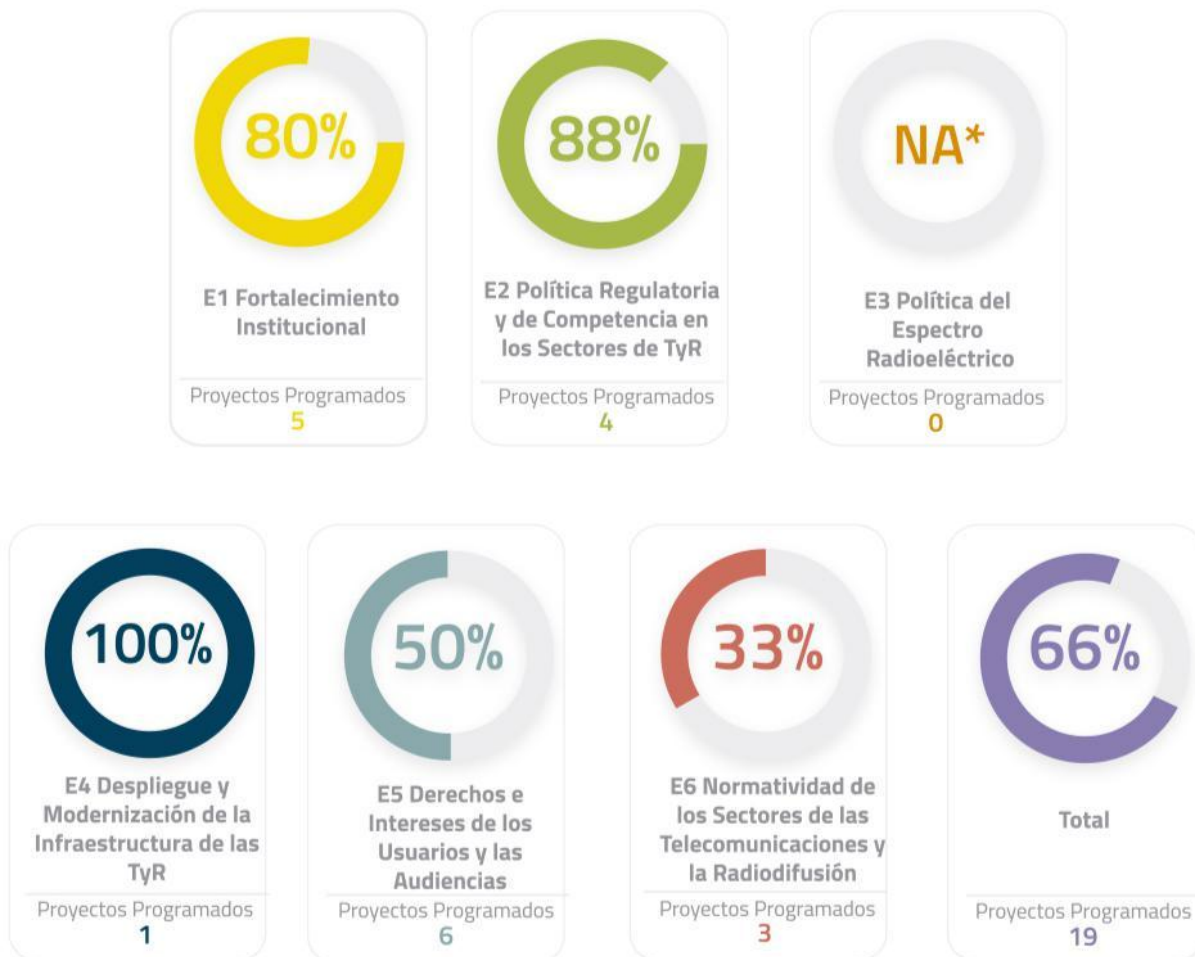 80%
E1 Fortalecimiento
Institucional
Proyectos Programados
5
88%
E2 Política Regulatoria
y de Competencia en
los Sectores de TyR
Proyectos Programados
4
NA*
E3 Política del
Espectro
Radioeléctrico
Proyectos Programados
0
100%
E4 Despliegue y
Modernización de la
Infraestructura de las
TyR
Proyectos Programados
1
50%
E5 Derechos e
Intereses de los
Usuarios y las
Audiencias
Proyectos Programados
6
33%
E6 Normatividad de
los Sectores de las
Telecomunicaciones y
la Radiodifusión
Proyectos Programados
3
66%
Total
Proyectos Programados
19